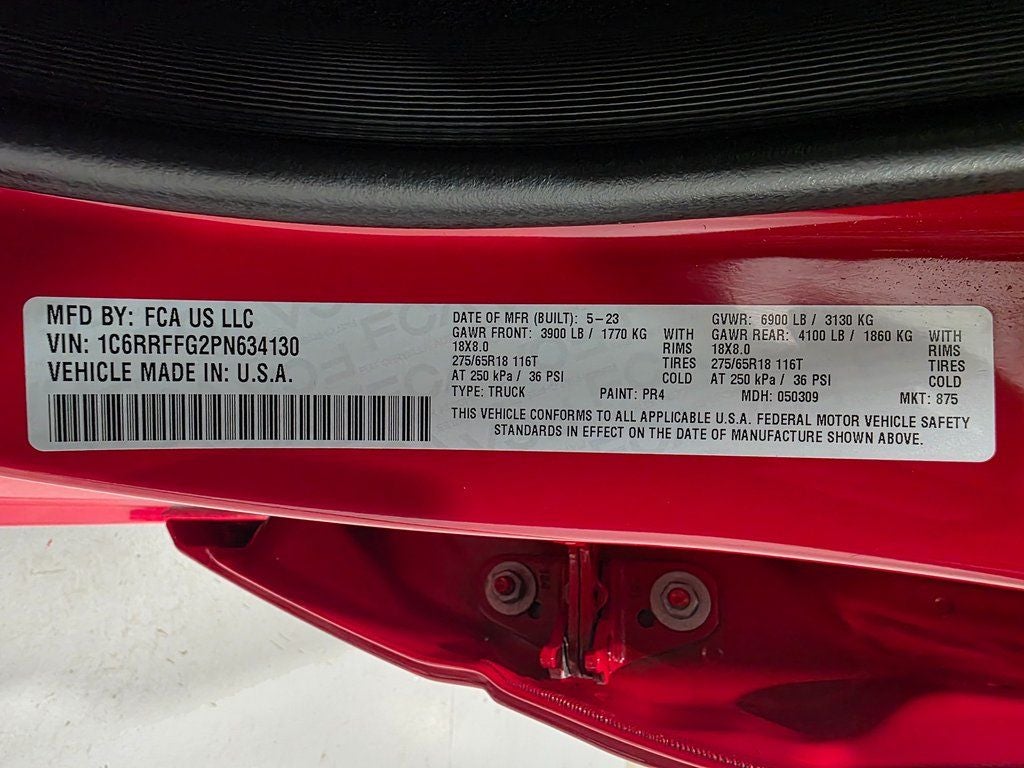 MFD BY: FCA US LLC
VIN: 1C6RRFFG2PN634130
VEHICLE MADE IN: U.S.A.
DATE OF MFR (BUILT): 5-23
GAWR FRONT: 3900 LB / 1770 KG WITH
18X8.0 RIMS
275/65R18 116T TIRES
AT 250 kPa / 36 PSI COLD
GVWR: 6900 LB / 3130 KG
GAWR REAR: 4100 LB / 1860 KG WITH
18X8.0 RIMS
275/65R18 116T TIRES
AT 250 kPa / 36 PSI COLD
TYPE: TRUCK PAINT: PR4 MDH: 050309 MKT: 875
THIS VEHICLE CONFORMS TO ALL APPLICABLE U.S.A. FEDERAL MOTOR VEHICLE SAFETY
STANDARDS IN EFFECT ON THE DATE OF MANUFACTURE SHOWN ABOVE.